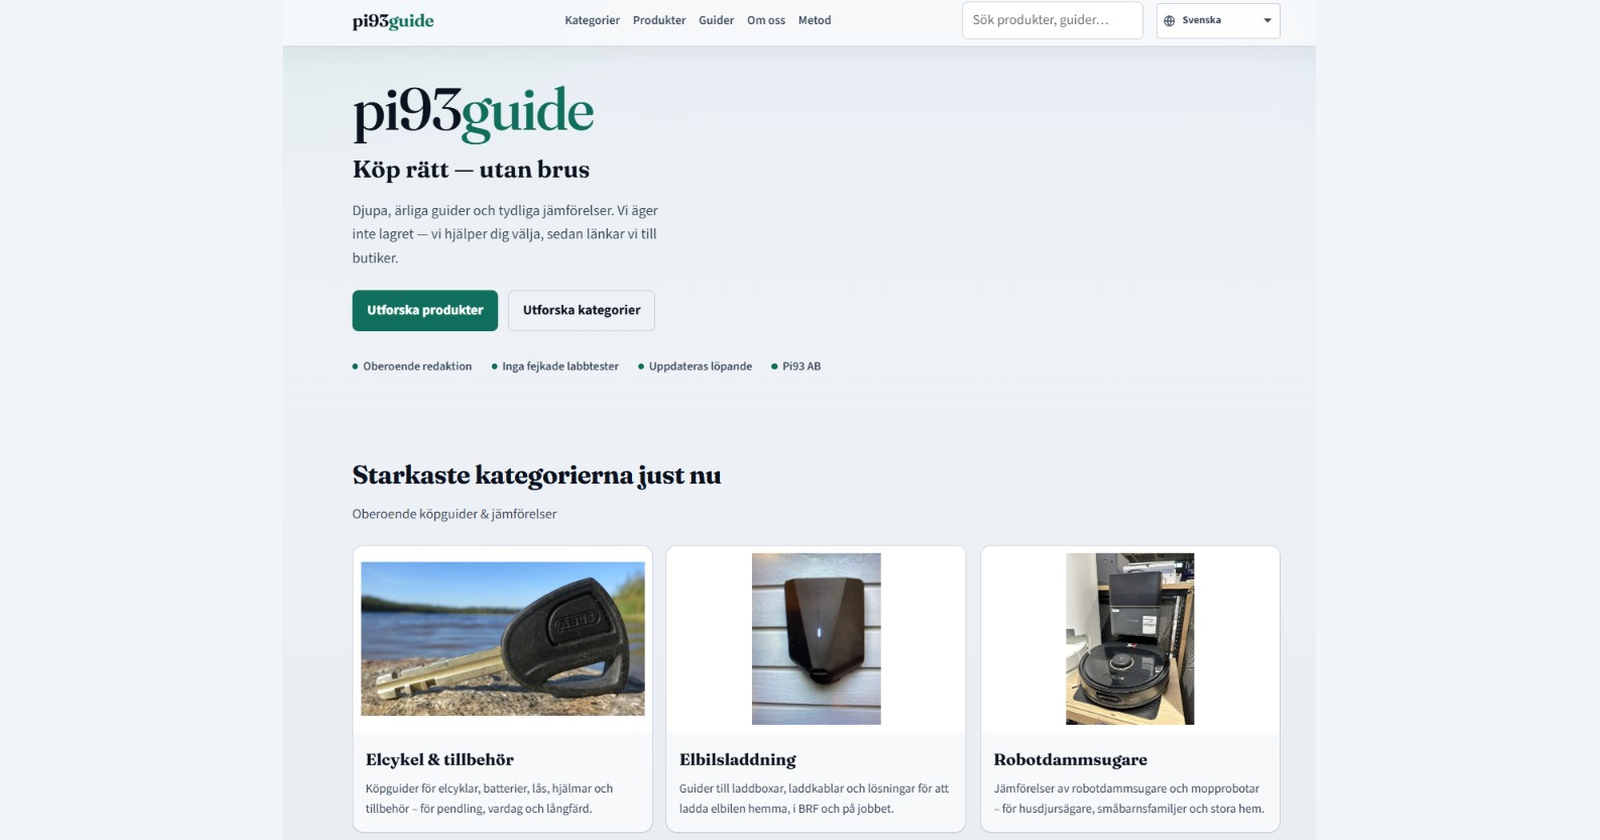 pi93guide
Kategorier Produkter Guider Om oss Metod
Sök produkter, guider…
Svenska
pi93guide
Köp rätt — utan brus
Djupa, ärliga guider och tydliga jämförelser. Vi äger
inte lagret — vi hjälper dig välja, sedan länkar vi till
butiker.
Utforska produkter
Utforska kategorier
Oberoende redaktion
Inga fejkade labbtester
Uppdateras löpande
Pi93 AB
Starkaste kategorierna just nu
Oberoende köpguider & jämförelser
ABUS
Elcykel & tillbehör
Köpguider för elcyklar, batterier, lås, hjälmar och
tillbehör – för pendling, vardag och långfärd.
Elbilsladdning
Guider till laddboxar, laddkablar och lösningar för att
ladda elbilen hemma, i BRF och på jobbet.
Robotdammsugare
Jämförelser av robotdammsugare och mopprobotar
– för husdjursägare, småbarnsfamiljer och stora hem.